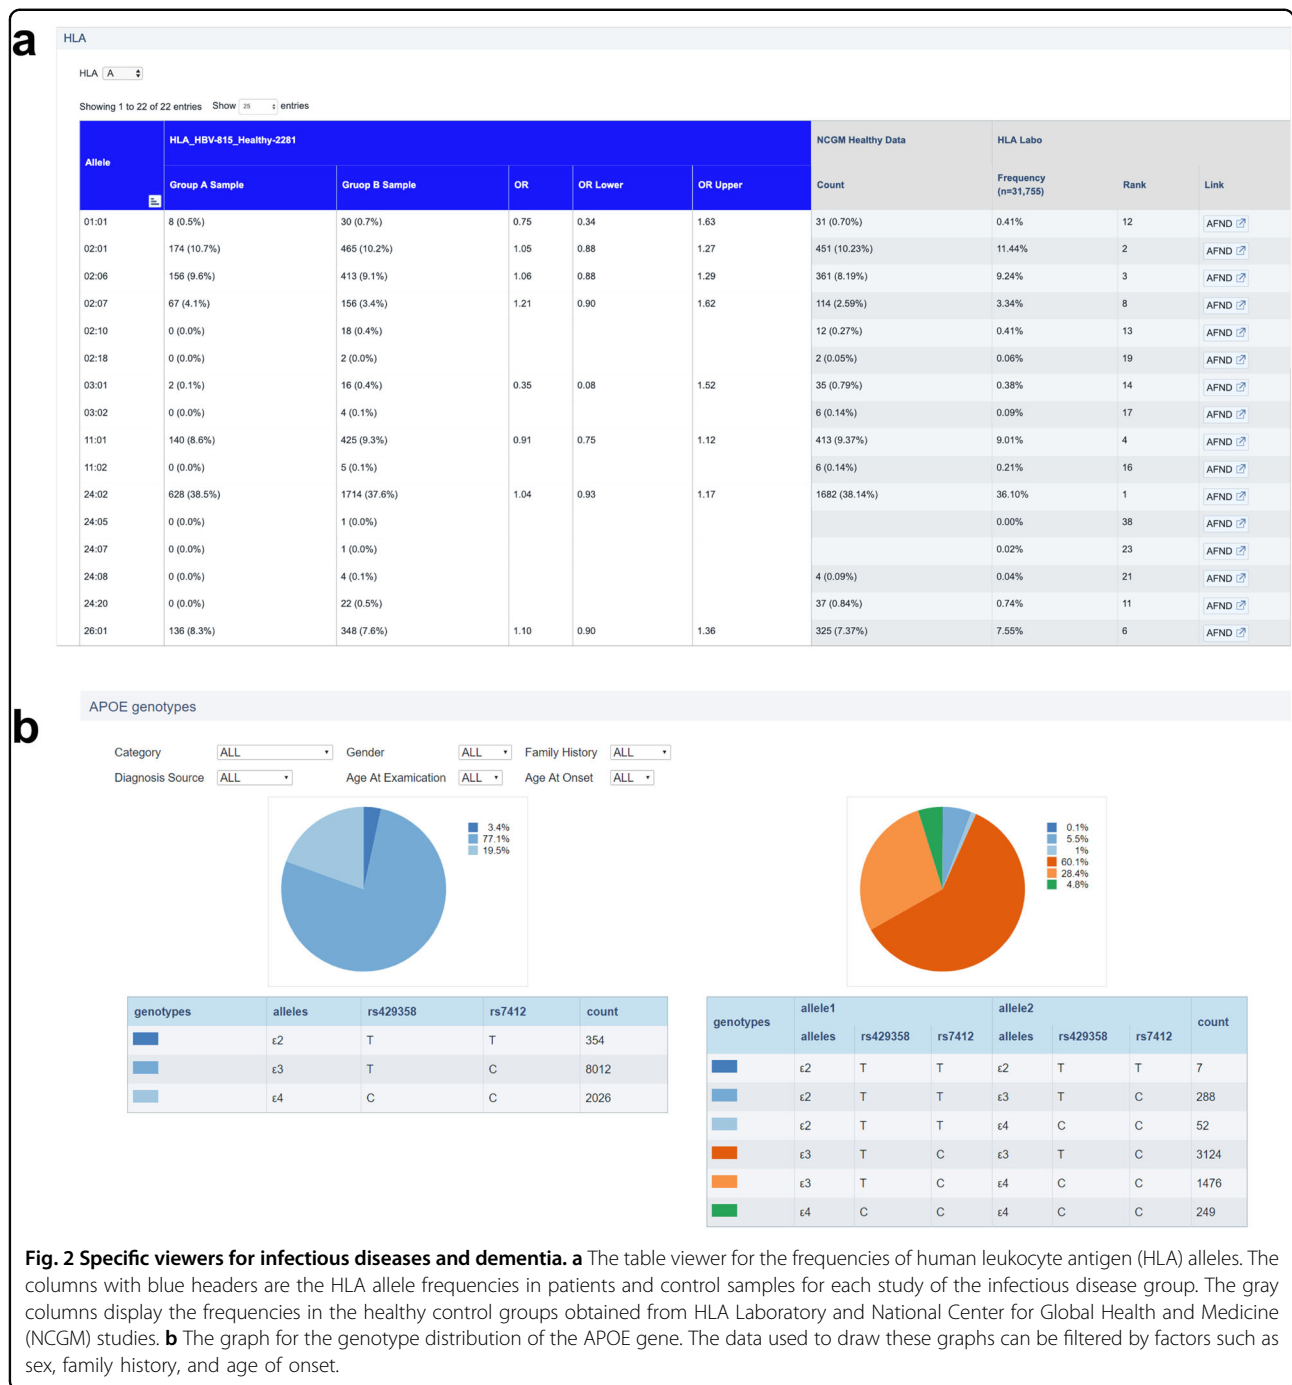 a
HLA
HLA A
Showing 1 to 22 of 22 entries Show 25 entries
Allele HLA_HBV-815_Healthy-2281 NCGM Healthy Data HLA Labo
Group A Sample Gruop B Sample OR OR Lower OR Upper Count Frequency (n=31,755) Rank Link
01:01 8 (0.5%) 30 (0.7%) 0.75 0.34 1.63 31 (0.70%) 0.41% 12 AFND
02:01 174 (10.7%) 465 (10.2%) 1.05 0.88 1.27 451 (10.23%) 11.44% 2 AFND
02:06 156 (9.6%) 413 (9.1%) 1.06 0.88 1.29 361 (8.19%) 9.24% 3 AFND
02:07 67 (4.1%) 156 (3.4%) 1.21 0.90 1.62 114 (2.59%) 3.34% 8 AFND
02:10 0 (0.0%) 18 (0.4%) 12 (0.27%) 0.41% 13 AFND
02:18 0 (0.0%) 2 (0.0%) 2 (0.05%) 0.06% 19 AFND
03:01 2 (0.1%) 16 (0.4%) 0.35 0.08 1.52 35 (0.79%) 0.38% 14 AFND
03:02 0 (0.0%) 4 (0.1%) 6 (0.14%) 0.09% 17 AFND
11:01 140 (8.6%) 425 (9.3%) 0.91 0.75 1.12 413 (9.37%) 9.01% 4 AFND
11:02 0 (0.0%) 5 (0.1%) 6 (0.14%) 0.21% 16 AFND
24:02 628 (38.5%) 1714 (37.6%) 1.04 0.93 1.17 1682 (38.14%) 36.10% 1 AFND
24:05 0 (0.0%) 1 (0.0%) 0.00% 38 AFND
24:07 0 (0.0%) 1 (0.0%) 0.02% 23 AFND
24:08 0 (0.0%) 4 (0.1%) 4 (0.09%) 0.04% 21 AFND
24:20 0 (0.0%) 22 (0.5%) 37 (0.84%) 0.74% 11 AFND
26:01 136 (8.3%) 348 (7.6%) 1.10 0.90 1.36 325 (7.37%) 7.55% 6 AFND
b
APOE genotypes
Category ALL Gender ALL Family History ALL
Diagnosis Source ALL Age At Examication ALL Age At Onset ALL
3.4%
77.1%
19.5%
0.1%
5.5%
1%
60.1%
28.4%
4.8%
genotypes alleles rs429358 rs7412 count
ε2 T T 354
ε3 T C 8012
ε4 C C 2026
genotypes allele1 allele2 count
alleles rs429358 rs7412 alleles rs429358 rs7412
ε2 T T ε2 T T 7
ε2 T T ε3 T C 288
ε2 T T ε4 C C 52
ε3 T C ε3 T C 3124
ε3 T C ε4 C C 1476
ε4 C C ε4 C C 249
Fig. 2 Specific viewers for infectious diseases and dementia. a The table viewer for the frequencies of human leukocyte antigen (HLA) alleles. The
columns with blue headers are the HLA allele frequencies in patients and control samples for each study of the infectious disease group. The gray
columns display the frequencies in the healthy control groups obtained from HLA Laboratory and National Center for Global Health and Medicine
(NCGM) studies. b The graph for the genotype distribution of the APOE gene. The data used to draw these graphs can be filtered by factors such as
sex, family history, and age of onset.